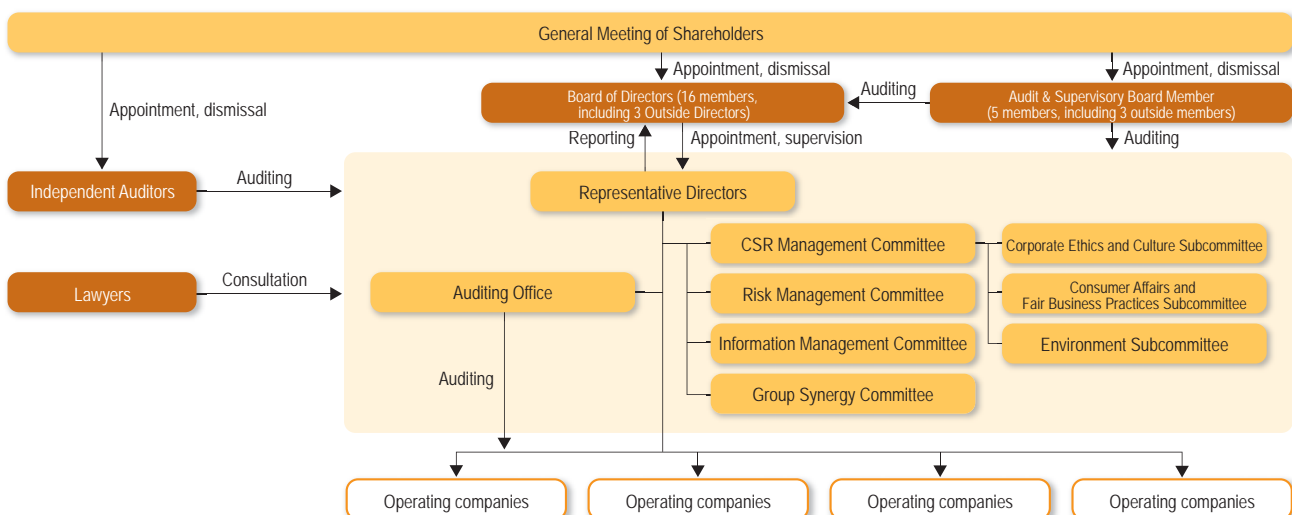 General Meeting of Shareholders
Appointment, dismissal
Appointment, dismissal
Appointment, dismissal
Board of Directors (16 members,
including 3 Outside Directors)
Auditing
Audit & Supervisory Board Member
(5 members, including 3 outside members)
Reporting
Appointment, supervision
Auditing
Independent Auditors
Auditing
Representative Directors
CSR Management Committee
Corporate Ethics and Culture Subcommittee
Lawyers
Consultation
Auditing Office
Risk Management Committee
Consumer Affairs and
Fair Business Practices Subcommittee
Information Management Committee
Environment Subcommittee
Auditing
Group Synergy Committee
Operating companies
Operating companies
Operating companies
Operating companies